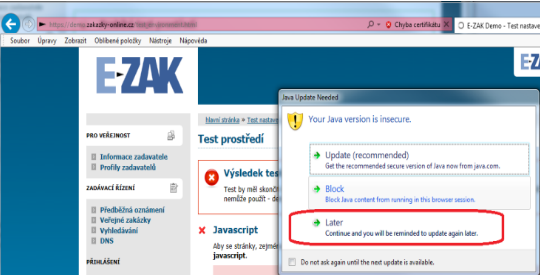 https://demo.zakazky-online.cz
Chyba certifikátu
E-ZAK Demo - Test nastave
Soubor Úpravy Zobrazit Oblíbené položky Nástroje Nápověda
E-ZAK
E-Z
Hlavní stránka ▸ Test nastave
Test prostředí
PRO VEŘEJNOST
Informace zadavatele
Profily zadavatelů
ZADÁVACÍ ŘÍZENÍ
Předběžná oznámení
Veřejné zakázky
Vyhledávání
DNS
PŘIHLÁŠENÍ
Výsledek tes
Test by měl skonči
nemůže použít - de
Javascript
Aby se stránky, zejmén
javascript.
Java Update Needed
Your Java version is insecure.
Update (recommended)
Get the recommended secure version of Java now from java.com.
Block
Block Java content from running in this browser session.
Later
Continue and you will be reminded to update again later.
Do not ask again until the next update is available.